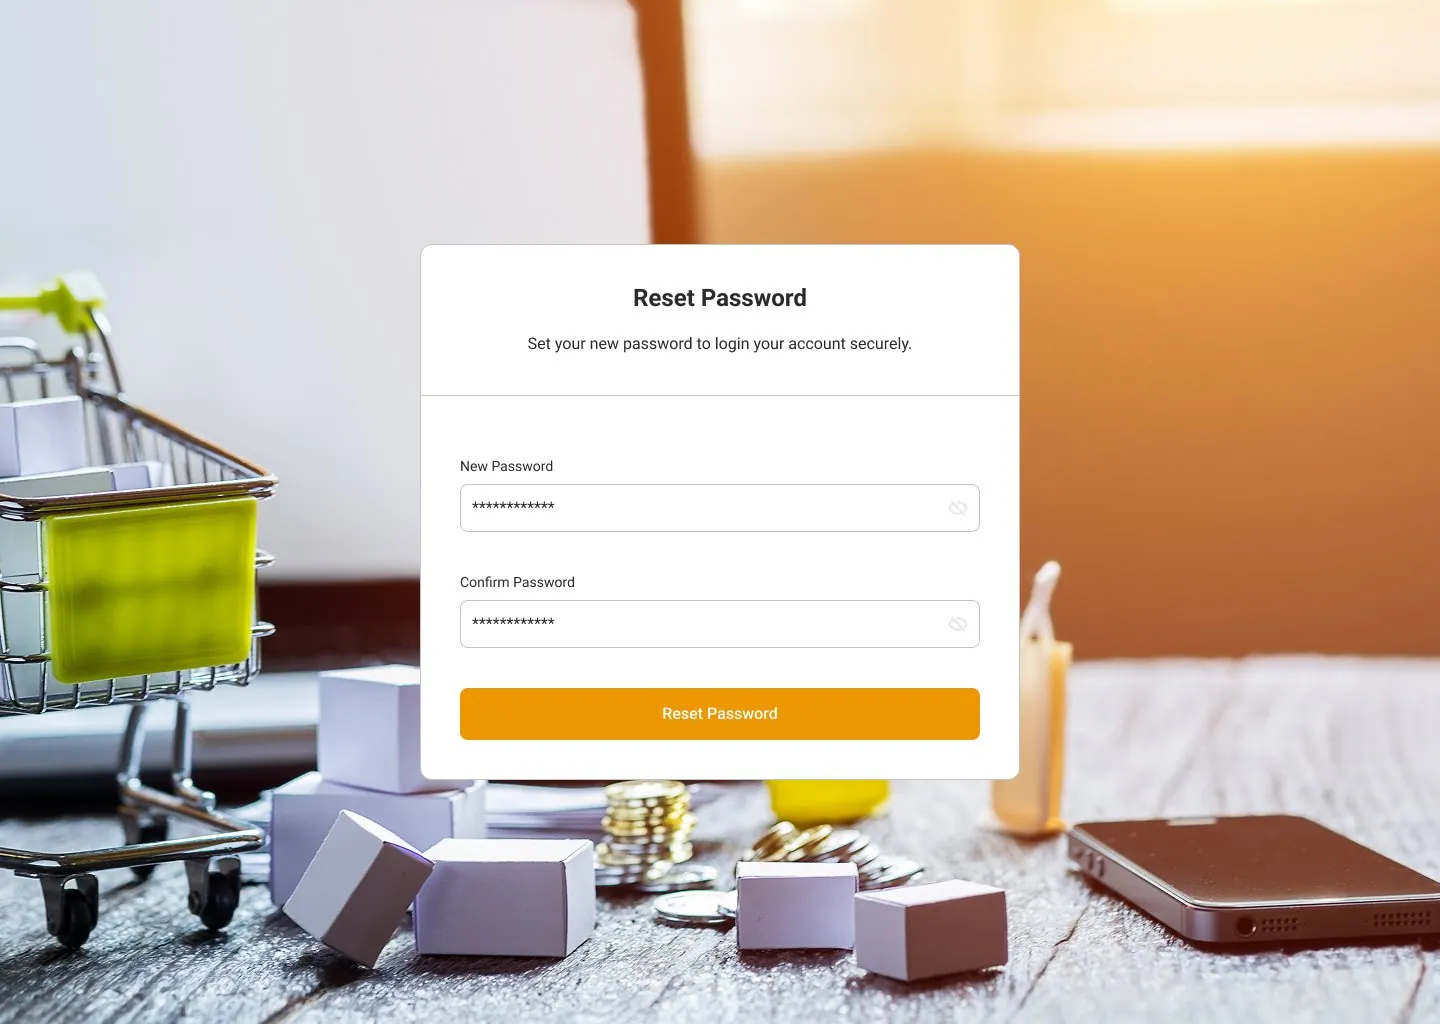 Reset Password
Set your new password to login your account securely.
New Password
************
Confirm Password
************
Reset Password